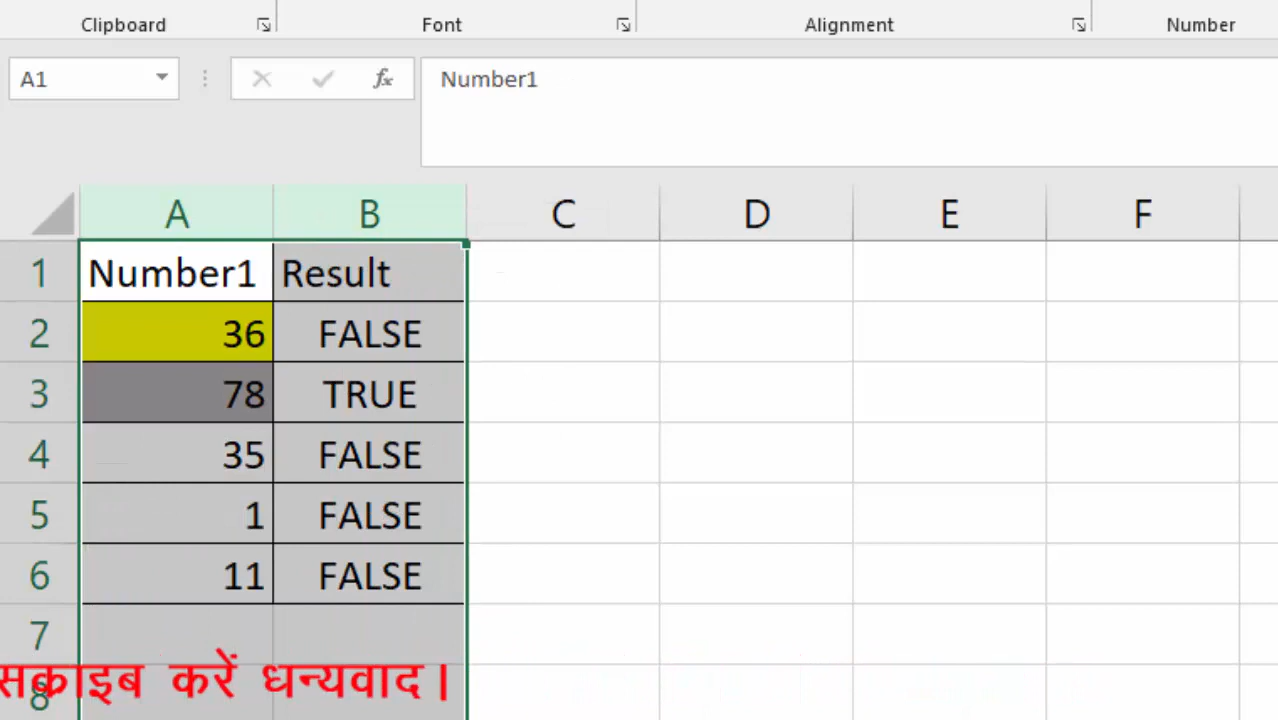 Clipboard Font Alignment Number
A1 fx Number1
A B C D E F
1 Number1 Result
2 36 FALSE
3 78 TRUE
4 35 FALSE
5 1 FALSE
6 11 FALSE
7
8
सक्राइब करें धन्यवाद।